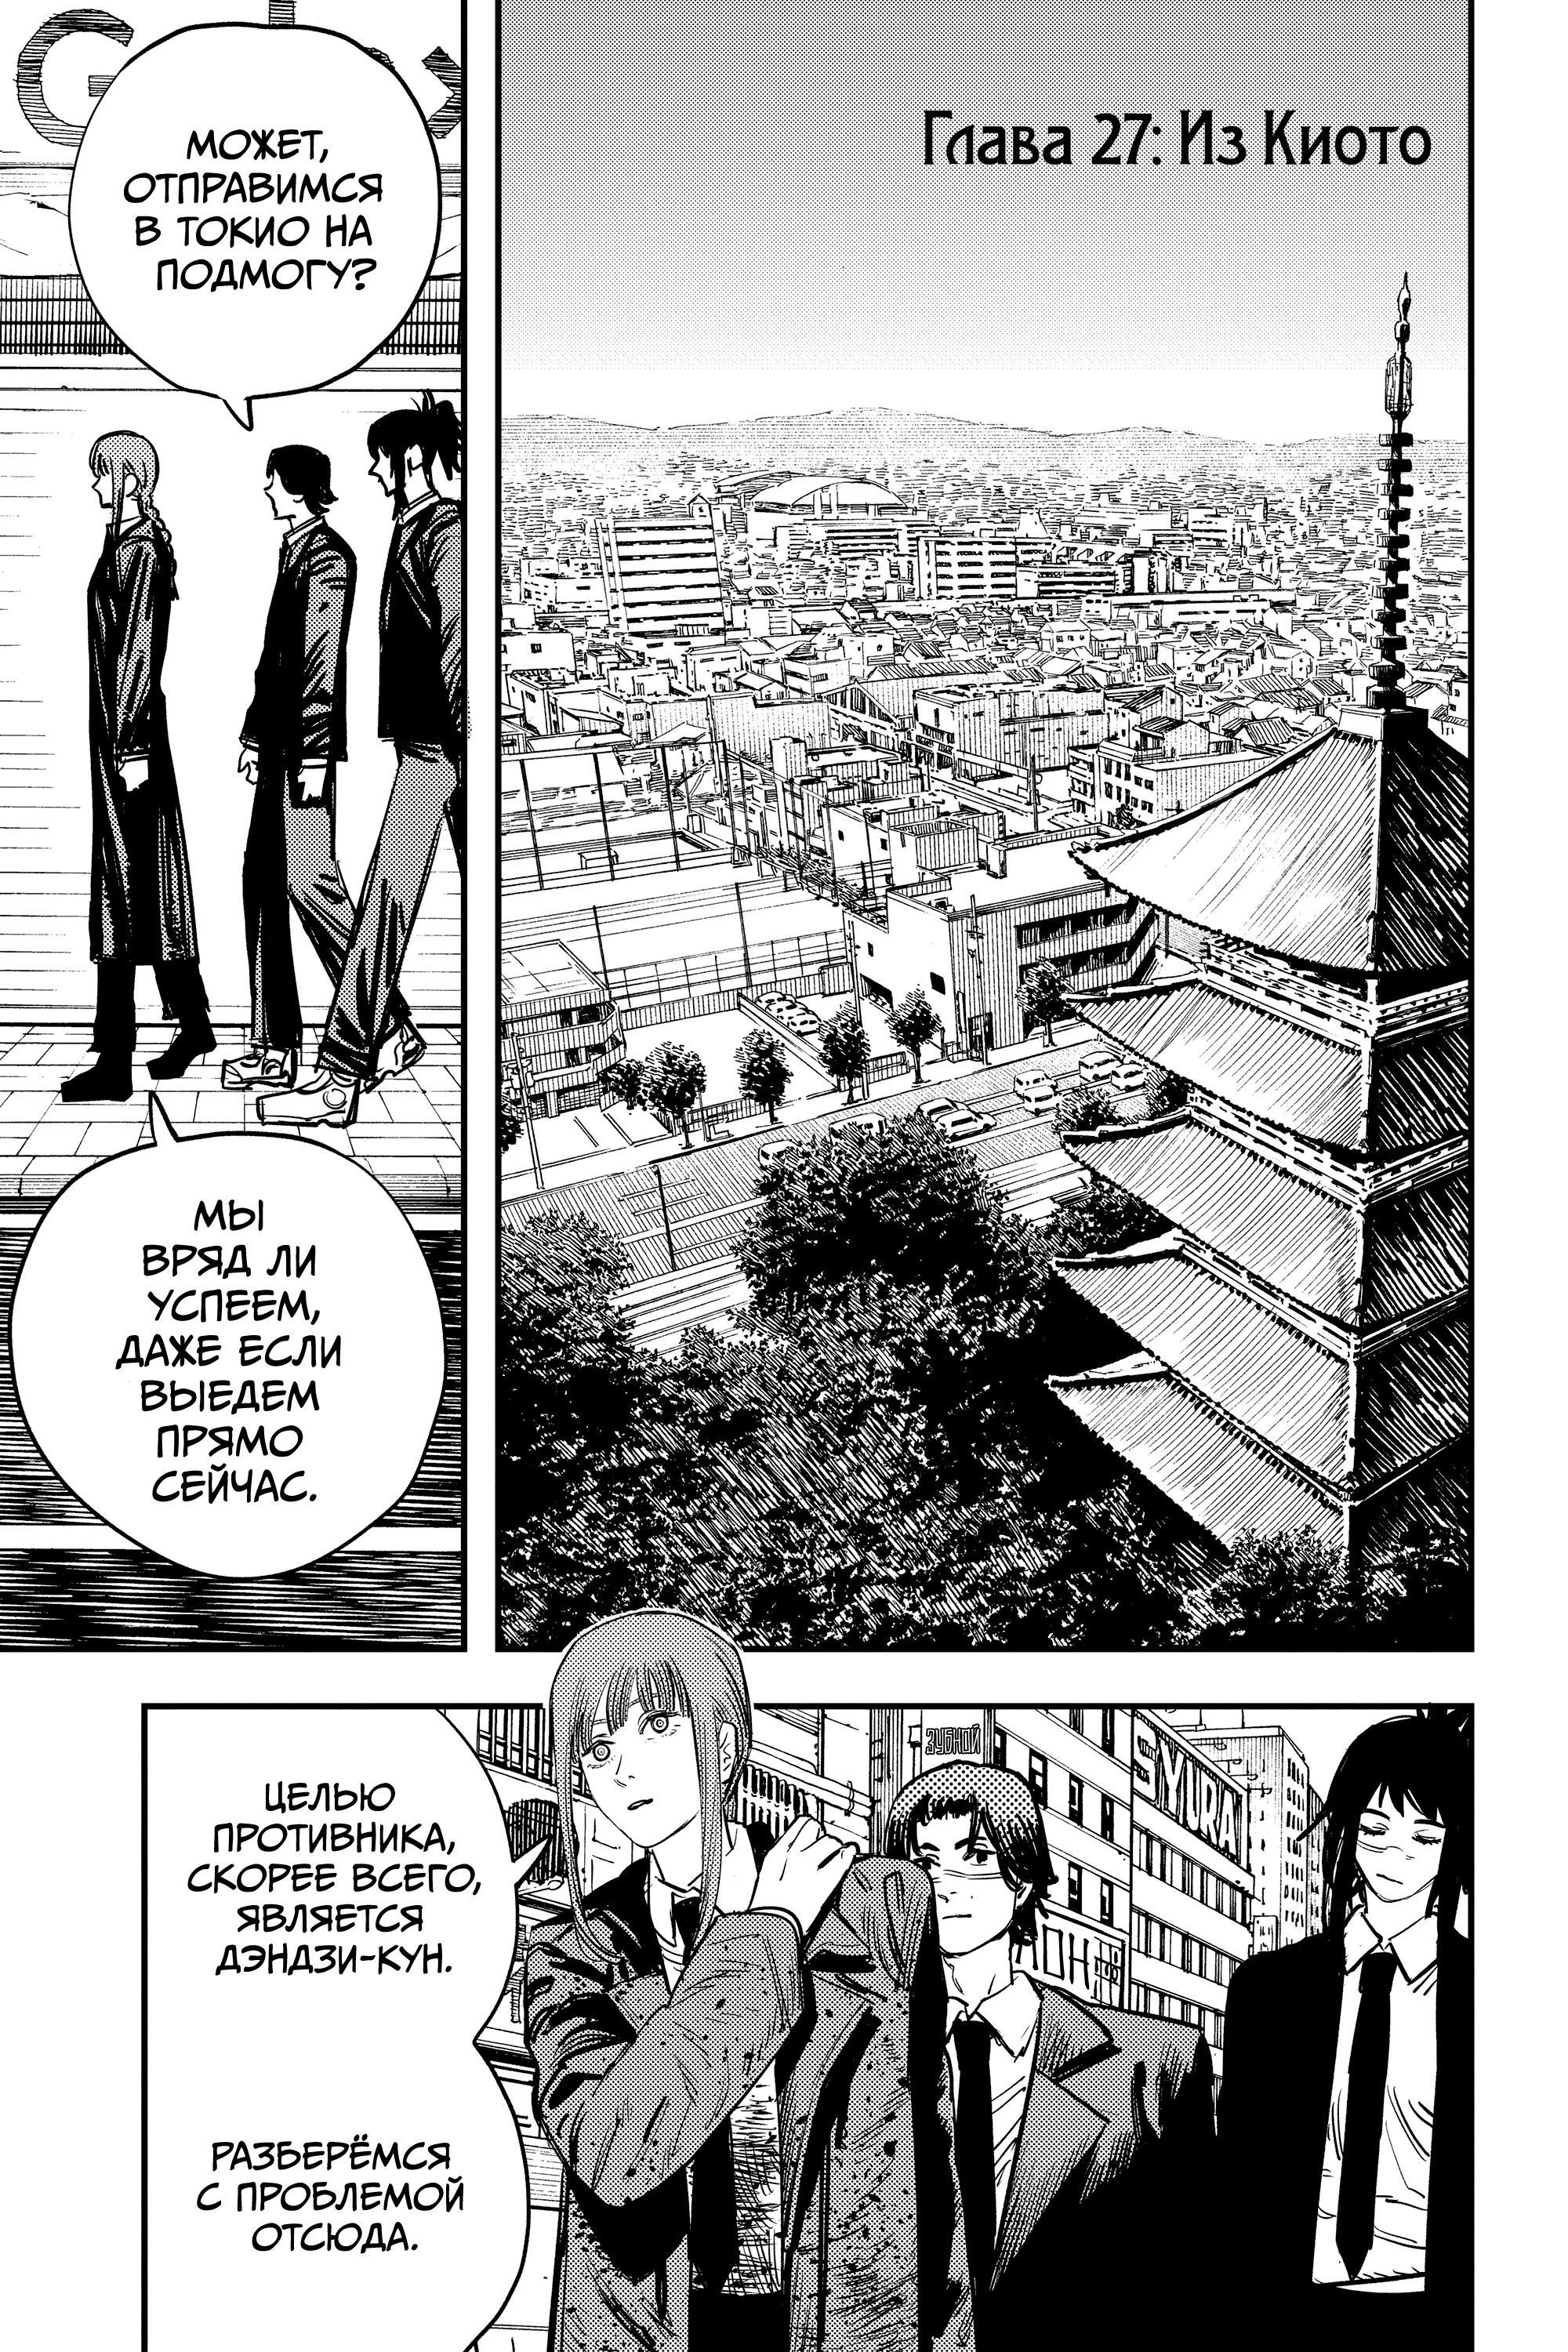 Глава 27: Из Киото
МОЖЕТ,
ОТПРАВИМСЯ
В ТОКИО НА
ПОДМОГУ?
МЫ
ВРЯД ЛИ
УСПЕЕМ,
ДАЖЕ ЕСЛИ
ВЫЕДЕМ
ПРЯМО
СЕЙЧАС.
ЗУБНОЙ
SYURA
ЦЕЛЬЮ
ПРОТИВНИКА,
СКОРЕЕ ВСЕГО,
ЯВЛЯЕТСЯ
ДЭНДЗИ-КУН.
РАЗБЕРЁМСЯ
С ПРОБЛЕМОЙ
ОТСЮДА.